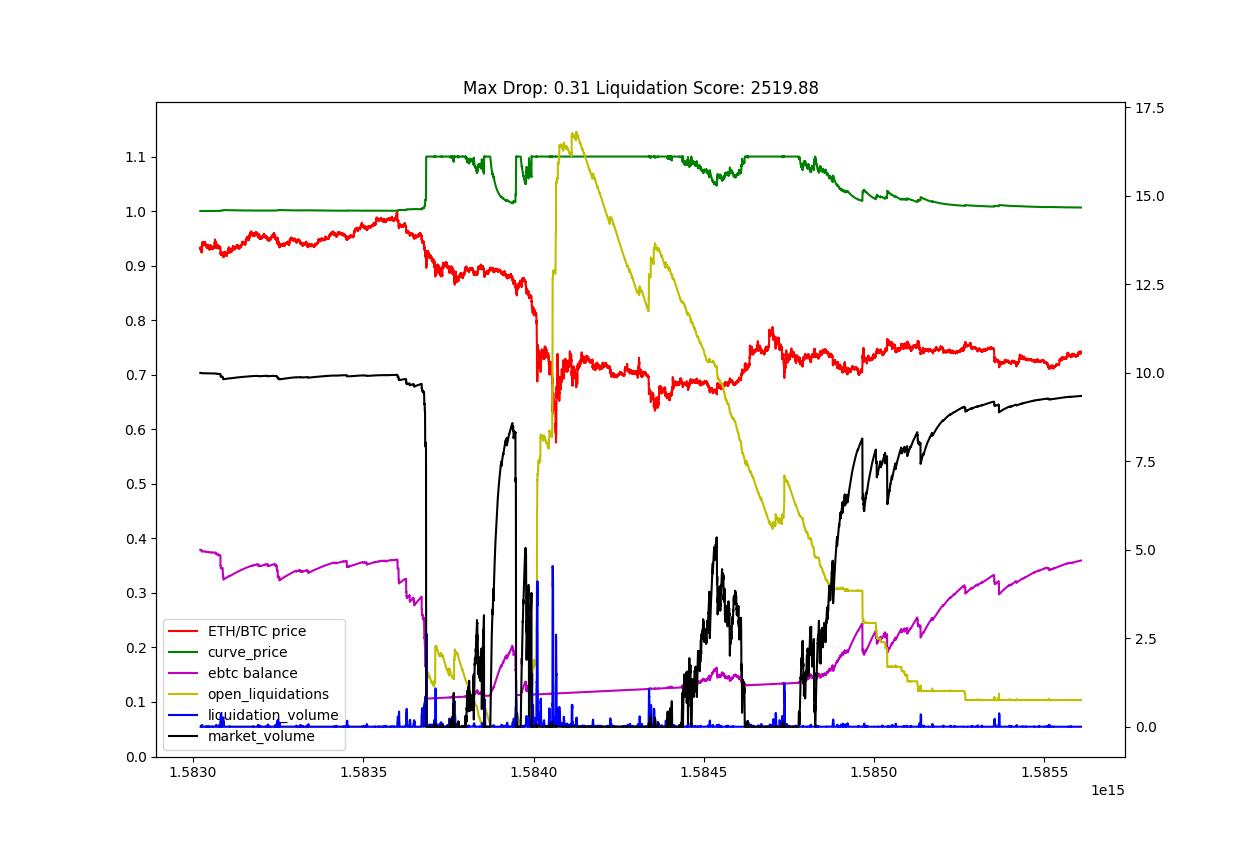 Max Drop: 0.31 Liquidation Score: 2519.88
1.1
1.0
0.9
0.8
0.7
0.6
0.5
0.4
0.3
0.2
0.1
0.0
17.5
15.0
12.5
10.0
7.5
5.0
2.5
0.0
ETH/BTC price
curve_price
ebtc balance
open_liquidations
liquidation_volume
market_volume
1.5830 1.5835 1.5840 1.5845 1.5850 1.5855
1e15